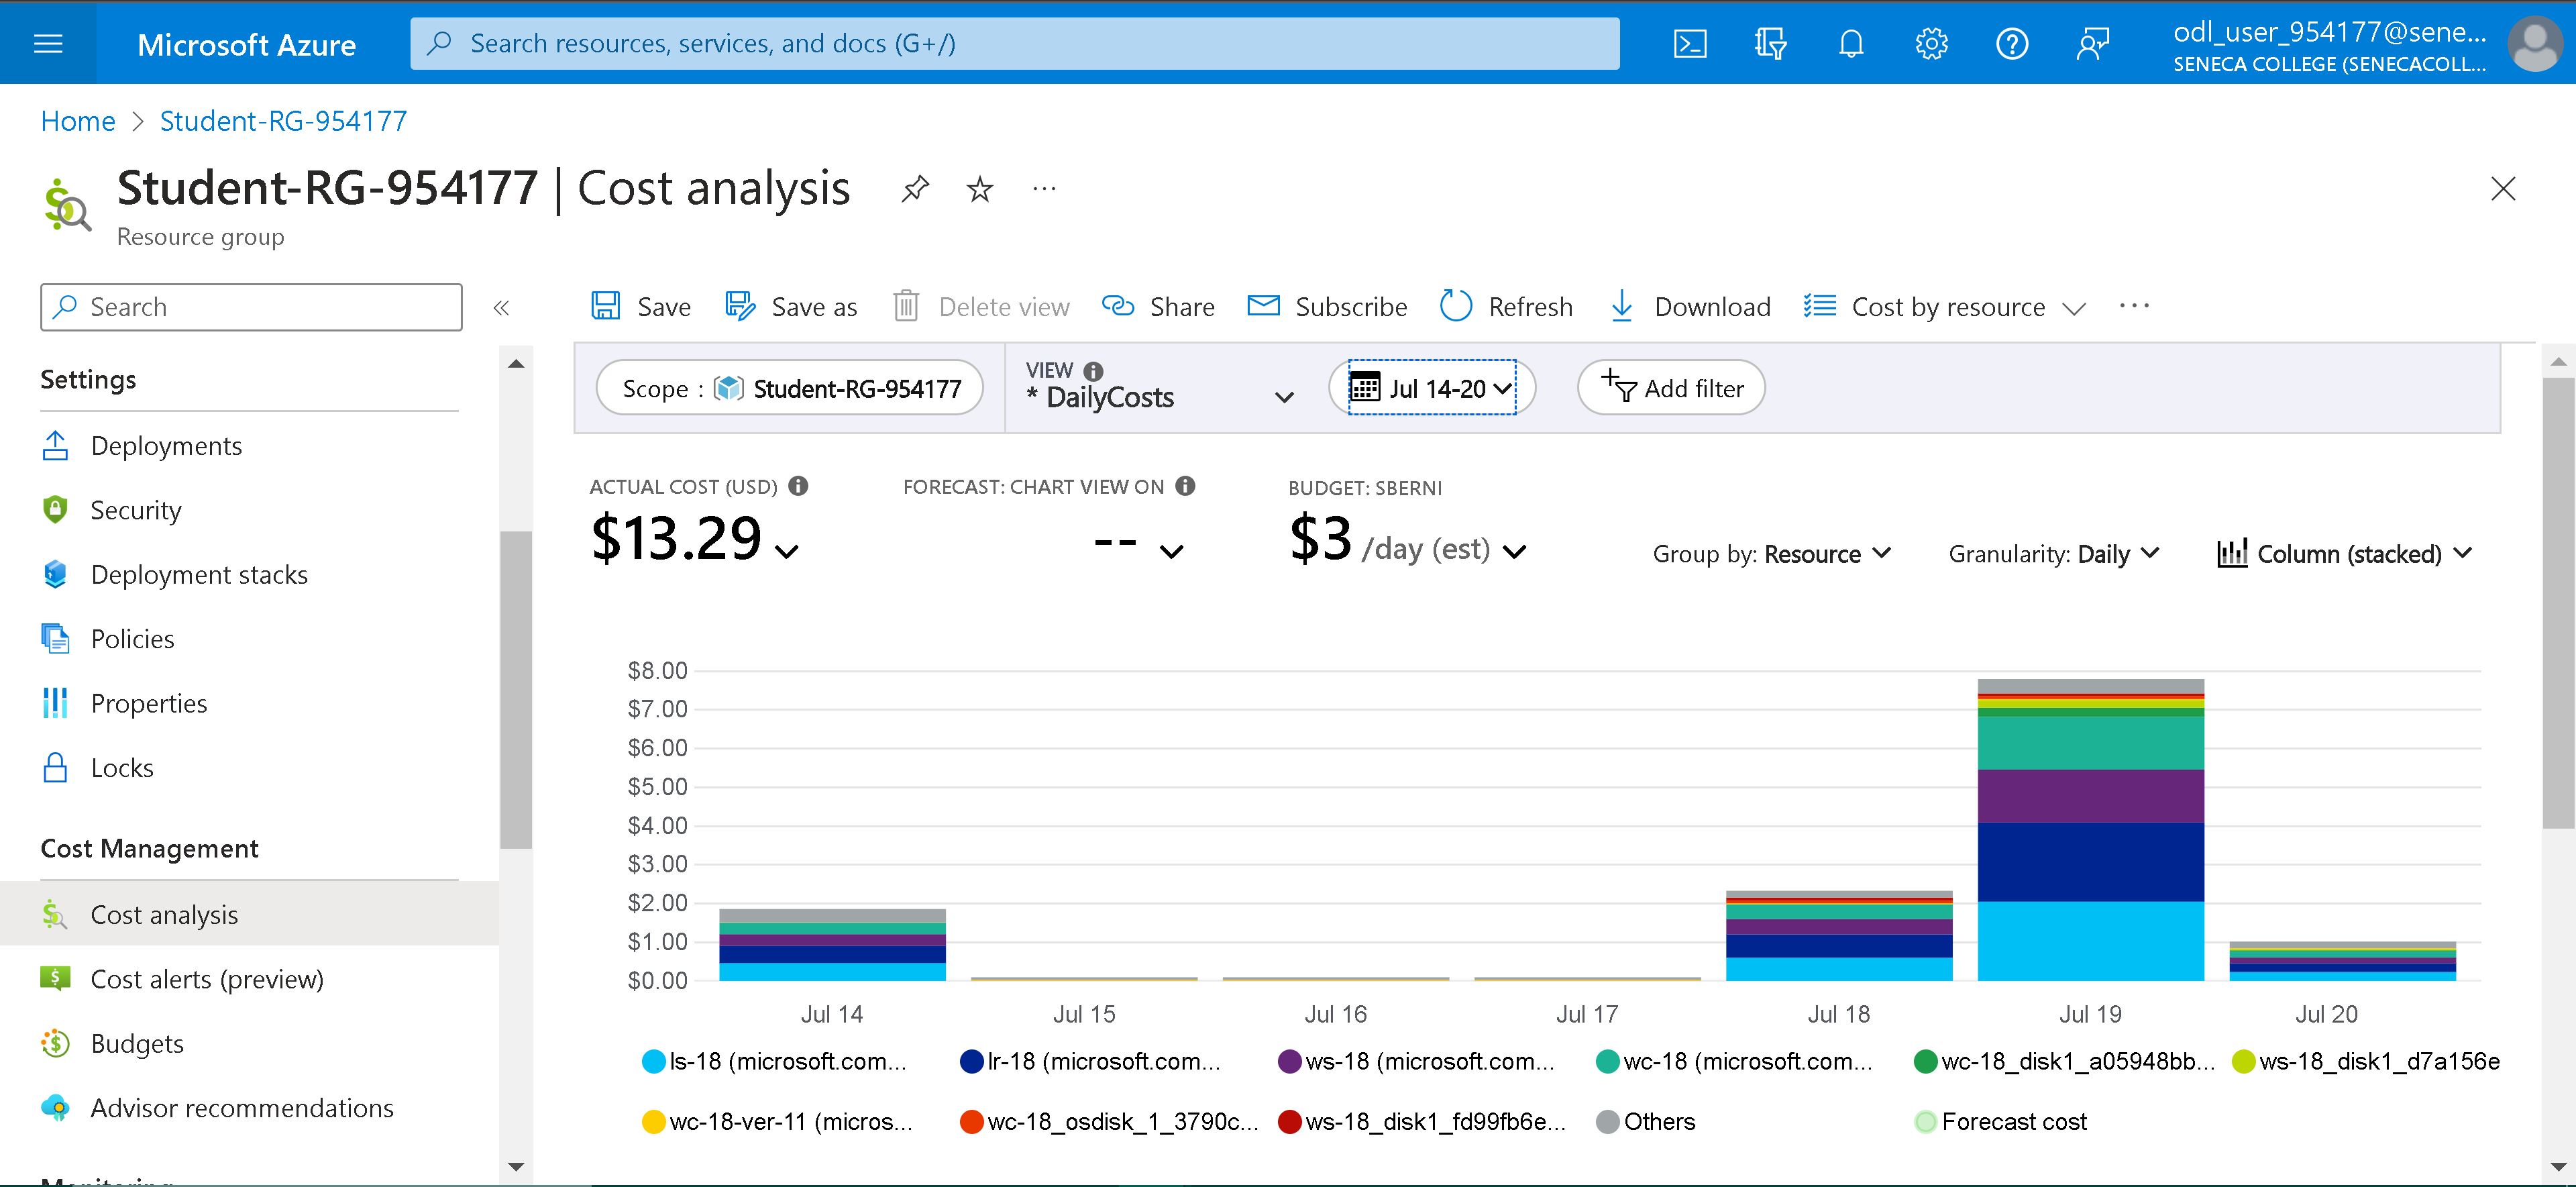 Microsoft Azure
Search resources, services, and docs (G+/)
odl_user_954177@sene...
SENECA COLLEGE (SENECACOLL...
Home > Student-RG-954177
Student-RG-954177 | Cost analysis
Resource group
Search
Save
Save as
Delete view
Share
Subscribe
Refresh
Download
Cost by resource
Settings
Deployments
Security
Deployment stacks
Policies
Properties
Locks
Cost Management
Cost analysis
Cost alerts (preview)
Budgets
Advisor recommendations
Monitoring
Scope : Student-RG-954177
VIEW
* DailyCosts
Jul 14-20
Add filter
ACTUAL COST (USD)
$13.29
FORECAST: CHART VIEW ON
--
BUDGET: SBERNI
$3 /day (est)
Group by: Resource
Granularity: Daily
Column (stacked)
$8.00
$7.00
$6.00
$5.00
$4.00
$3.00
$2.00
$1.00
$0.00
Jul 14
Jul 15
Jul 16
Jul 17
Jul 18
Jul 19
Jul 20
ls-18 (microsoft.com...
lr-18 (microsoft.com...
ws-18 (microsoft.com...
wc-18 (microsoft.com...
wc-18_disk1_a05948bb...
ws-18_disk1_d7a156e
wc-18-ver-11 (micros...
wc-18_osdisk_1_3790c...
ws-18_disk1_fd99fb6e...
Others
Forecast cost